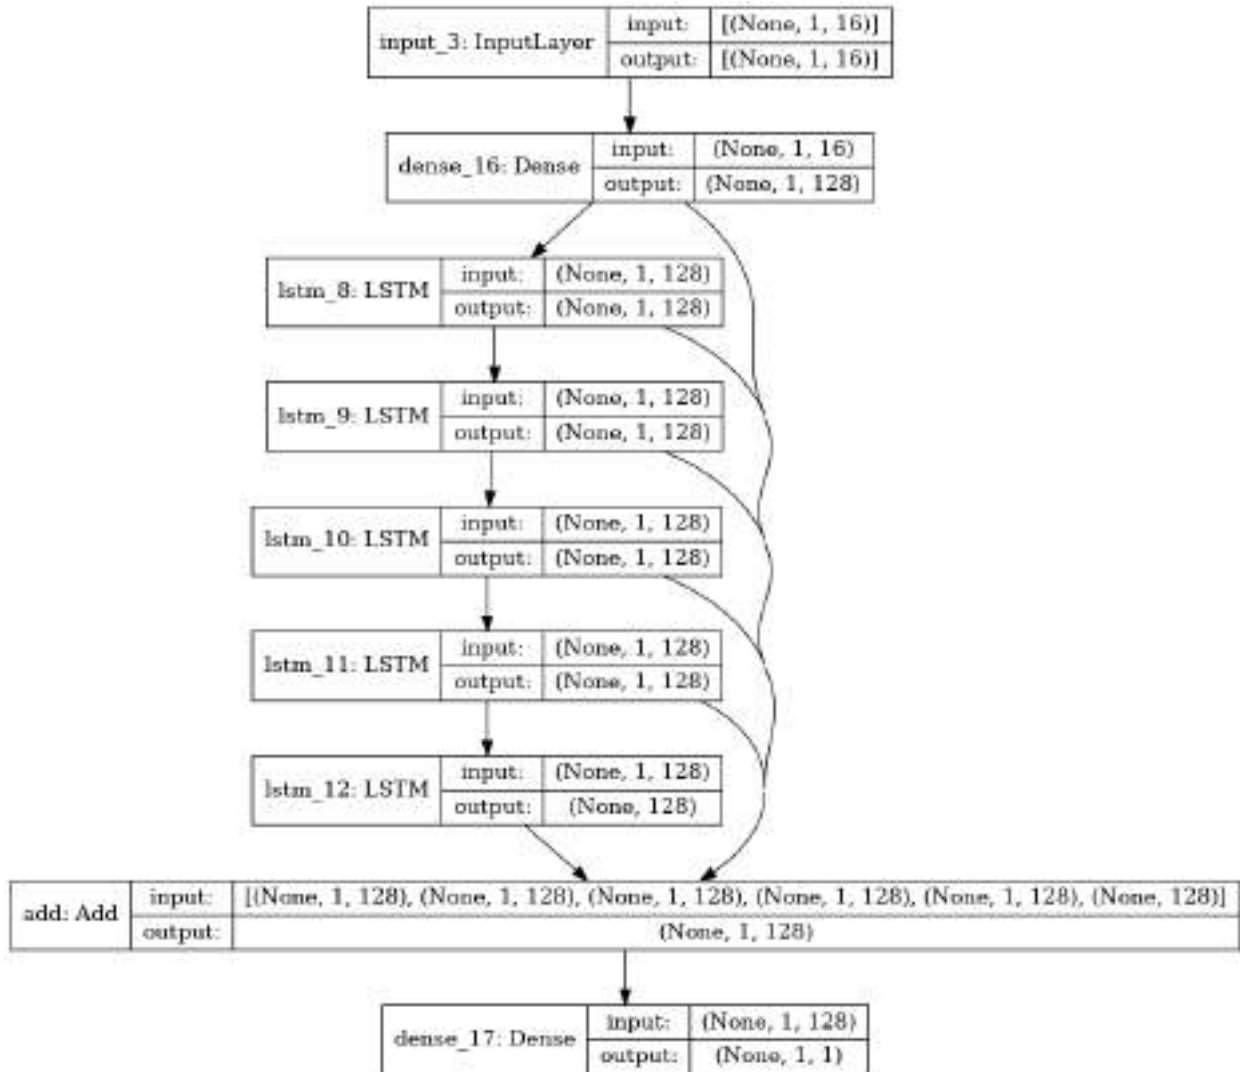 input_3: InputLayer
input: [(None, 1, 16)]
output: [(None, 1, 16)]
dense_16: Dense
input: (None, 1, 16)
output: (None, 1, 128)
lstm_8: LSTM
input: (None, 1, 128)
output: (None, 1, 128)
lstm_9: LSTM
input: (None, 1, 128)
output: (None, 1, 128)
lstm_10: LSTM
input: (None, 1, 128)
output: (None, 1, 128)
lstm_11: LSTM
input: (None, 1, 128)
output: (None, 1, 128)
lstm_12: LSTM
input: (None, 1, 128)
output: (None, 128)
add: Add
input: [(None, 1, 128), (None, 1, 128), (None, 1, 128), (None, 1, 128), (None, 1, 128), (None, 128)]
output: (None, 1, 128)
dense_17: Dense
input: (None, 1, 128)
output: (None, 1, 1)